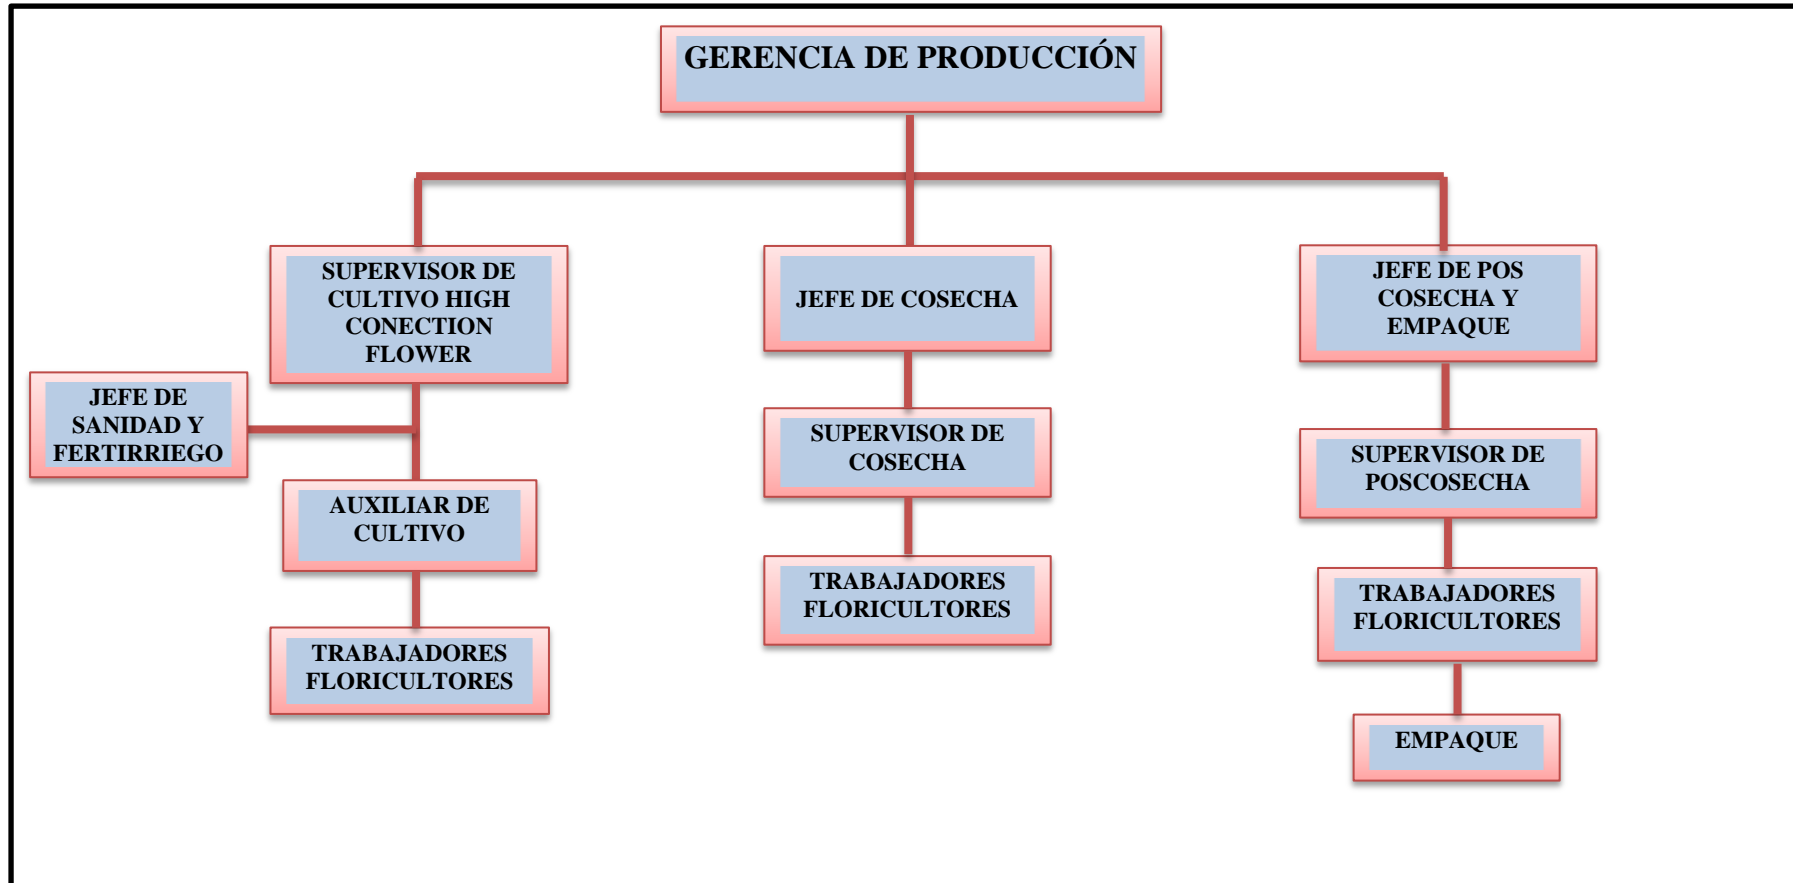 GERENCIA DE PRODUCCIÓN
SUPERVISOR DE
CULTIVO HIGH
CONECTION
FLOWER
JEFE DE
SANIDAD Y
FERTIRRIEGO
AUXILIAR DE
CULTIVO
TRABAJADORES
FLORICULTORES
JEFE DE COSECHA
SUPERVISOR DE
COSECHA
TRABAJADORES
FLORICULTORES
JEFE DE POS
COSECHA Y
EMPAQUE
SUPERVISOR DE
POSCOSECHA
TRABAJADORES
FLORICULTORES
EMPAQUE